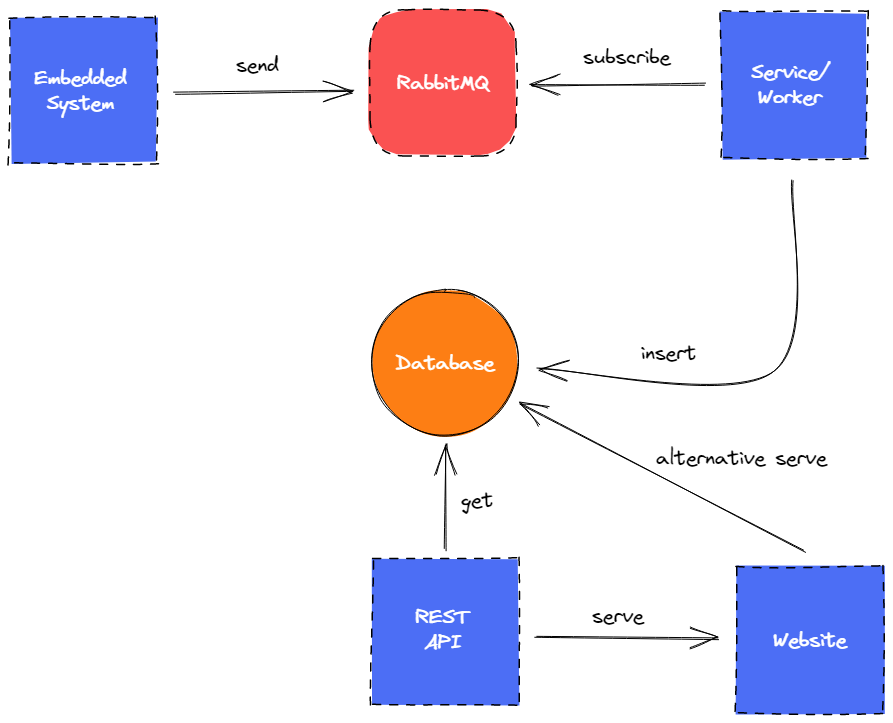 Embedded
System
send
RabbitMQ
subscribe
Service/
Worker
Database
insert
alternative serve
get
REST
API
serve
Website